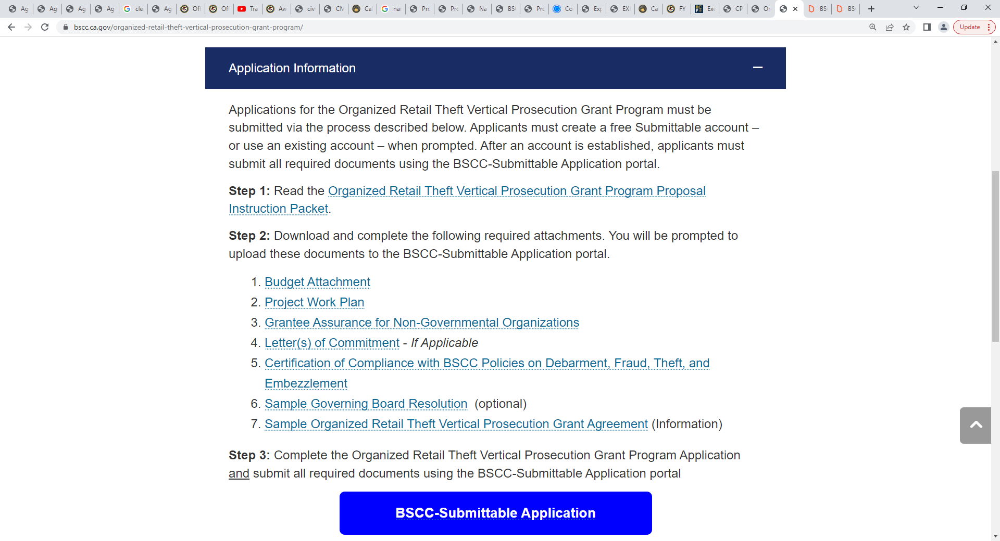 Ag
Ag
Ag
Ag
cle
Ag
Off
Off
Tra
Aw
civ
CM
Cal
nar
Pro
Pro
Na
BS
Pro
Co
Exp
EX
Ca
FY
Exe
CP
Or
BS
BS
bscc.ca.gov/organized-retail-theft-vertical-prosecution-grant-program/
Update
Application Information
Applications for the Organized Retail Theft Vertical Prosecution Grant Program must be
submitted via the process described below. Applicants must create a free Submittable account –
or use an existing account – when prompted. After an account is established, applicants must
submit all required documents using the BSCC-Submittable Application portal.
Step 1: Read the Organized Retail Theft Vertical Prosecution Grant Program Proposal
Instruction Packet.
Step 2: Download and complete the following required attachments. You will be prompted to
upload these documents to the BSCC-Submittable Application portal.
1. Budget Attachment
2. Project Work Plan
3. Grantee Assurance for Non-Governmental Organizations
4. Letter(s) of Commitment - If Applicable
5. Certification of Compliance with BSCC Policies on Debarment, Fraud, Theft, and
Embezzlement
6. Sample Governing Board Resolution (optional)
7. Sample Organized Retail Theft Vertical Prosecution Grant Agreement (Information)
Step 3: Complete the Organized Retail Theft Vertical Prosecution Grant Program Application
and submit all required documents using the BSCC-Submittable Application portal
BSCC-Submittable Application